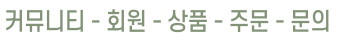 커뮤니티 - 회원 - 상품 - 주문 - 문의